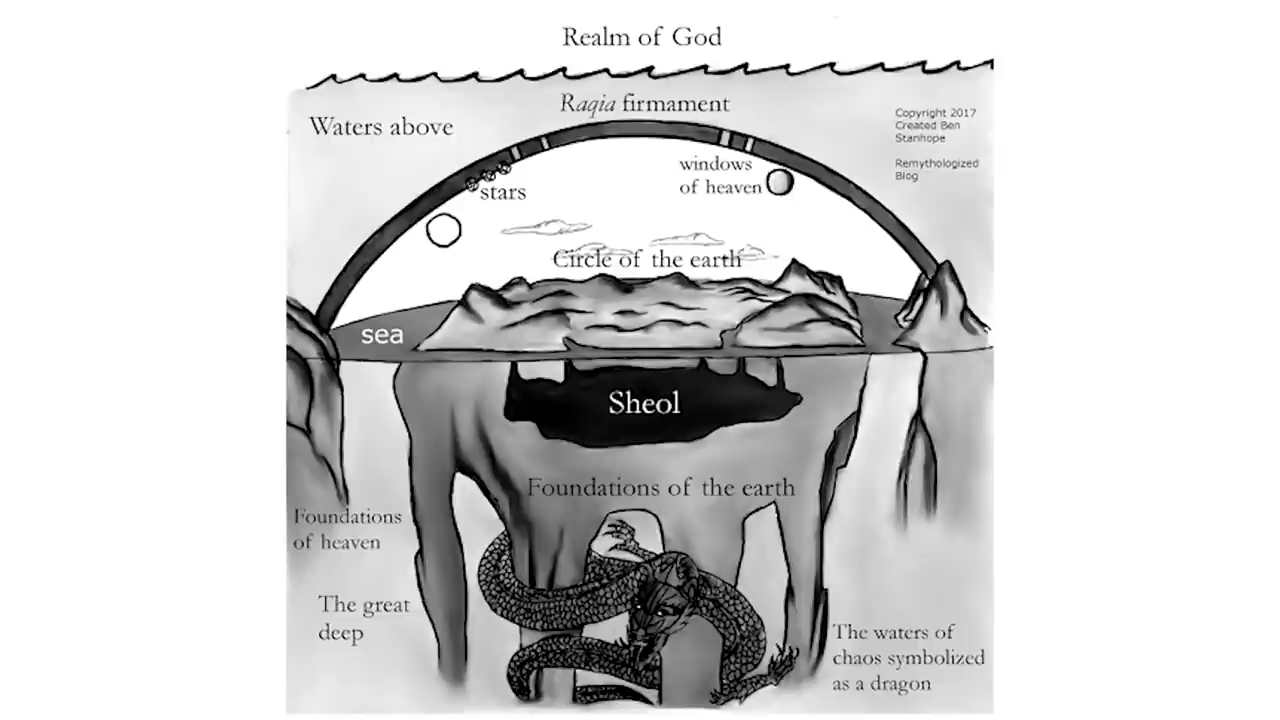 Realm of God
Raqia firmament
Waters above
Copyright 2017
Created Ben
Stanhope
Remythologized
Blog
windows
of heaven
stars
Circle of the earth
sea
Sheol
Foundations of the earth
Foundations
of heaven
The great
deep
The waters of
chaos symbolized
as a dragon